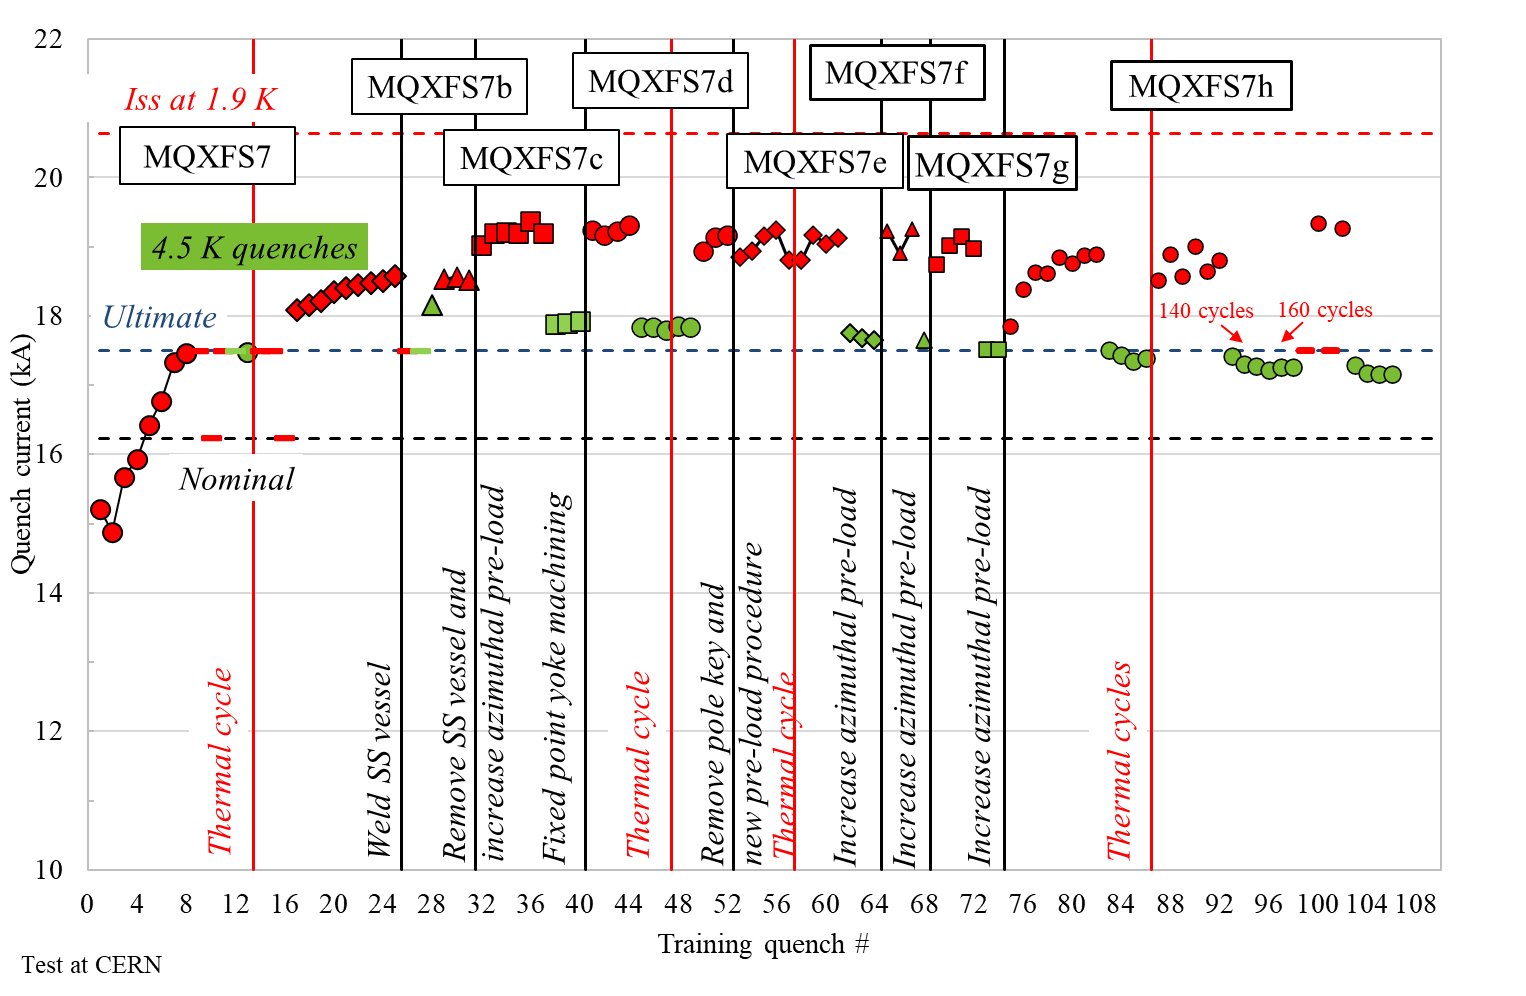 22
20
18
16
14
12
10
Quench current (kA)
Iss at 1.9 K
MQXFS7
MQXFS7b
MQXFS7c
MQXFS7d
MQXFS7e
MQXFS7f
MQXFS7g
MQXFS7h
4.5 K quenches
Ultimate
Nominal
140 cycles
160 cycles
Thermal cycle
Weld SS vessel
Remove SS vessel and
increase azimuthal pre-load
Fixed point yoke machining
Thermal cycle
Remove pole key and
new pre-load procedure
Thermal cycle
Increase azimuthal pre-load
Increase azimuthal pre-load
Increase azimuthal pre-load
Thermal cycles
0 4 8 12 16 20 24 28 32 36 40 44 48 52 56 60 64 68 72 76 80 84 88 92 96 100 104 108
Training quench #
Test at CERN